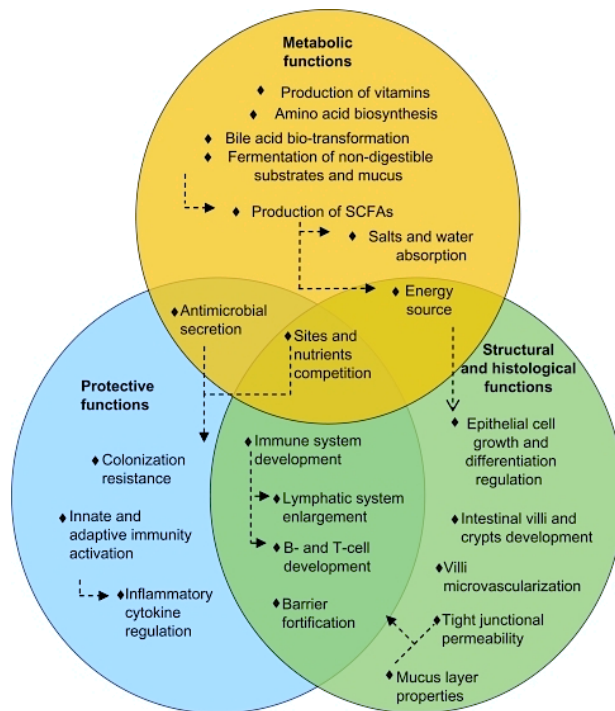 Metabolic
functions
♦ Production of vitamins
♦ Amino acid biosynthesis
♦ Bile acid bio-transformation
♦ Fermentation of non-digestible
substrates and mucus
♦ Production of SCFAs
♦ Salts and water
absorption
♦ Energy
source
♦ Antimicrobial
secretion
♦ Sites and
nutrients
competition
Structural
and histological
functions
Protective
functions
♦ Epithelial cell
growth and
differentiation
regulation
♦ Immune system
development
♦ Colonization
resistance
♦ Lymphatic system
enlargement
♦ Innate and
adaptive immunity
activation
♦ Intestinal villi and
crypts development
♦ B- and T-cell
development
♦ Villi
microvascularization
♦ Inflammatory
cytokine
regulation
♦ Barrier
fortification
♦ Tight junctional
permeability
♦ Mucus layer
properties